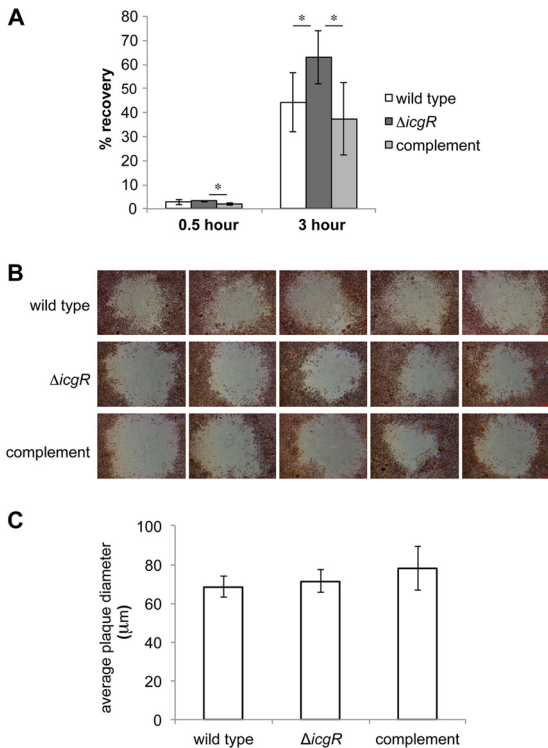 A
80
70
60
50
40
30
20
10
0
% recovery
* *
*
0.5 hour 3 hour
wild type
ΔicgR
complement
B
wild type
ΔicgR
complement
C
100
80
60
40
20
0
average plaque diameter
(µm)
wild type ΔicgR complement